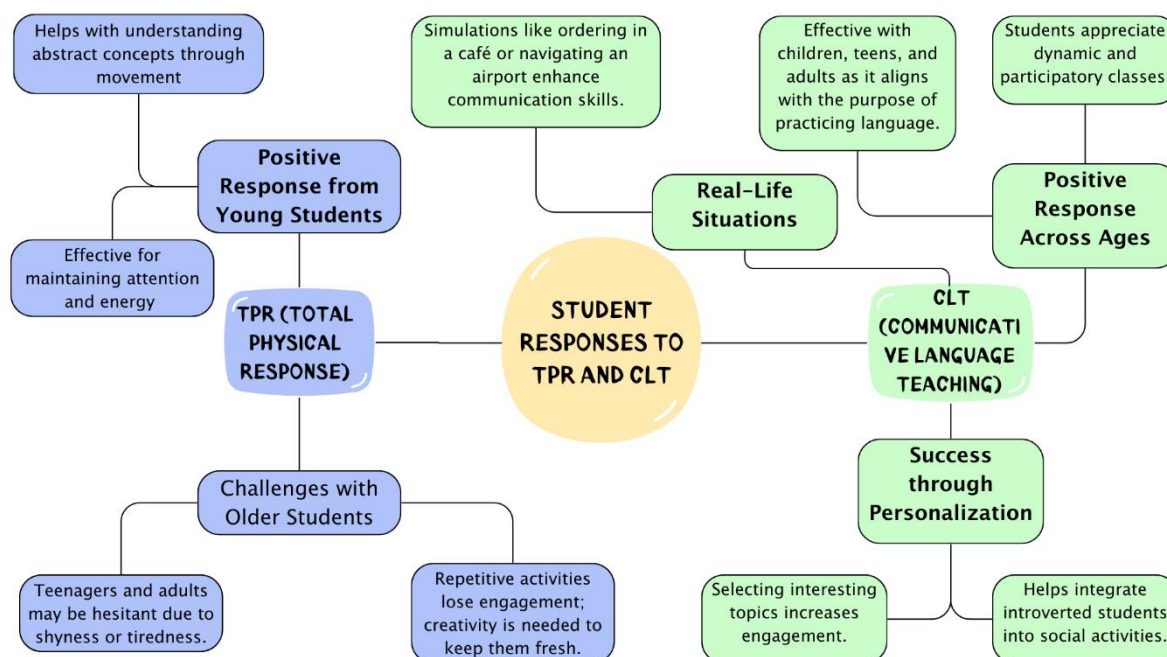 Helps with understanding
abstract concepts through
movement
Positive
Response from
Young Students
Effective for
maintaining attention
and energy
TPR (TOTAL
PHYSICAL
RESPONSE)
Challenges with
Older Students
Teenagers and adults
may be hesitant due to
shyness or tiredness.
Repetitive activities
lose engagement;
creativity is needed to
keep them fresh.
STUDENT
RESPONSES TO
TPR AND CLT
Simulations like ordering in
a café or navigating an
airport enhance
communication skills.
Real-Life
Situations
Effective with
children, teens, and
adults as it aligns
with the purpose of
practicing language.
Students appreciate
dynamic and
participatory classes
Positive
Response
Across Ages
CLT
(COMMUNICATI
VE LANGUAGE
TEACHING)
Success
through
Personalization
Selecting interesting
topics increases
engagement.
Helps integrate
introverted students
into social activities.